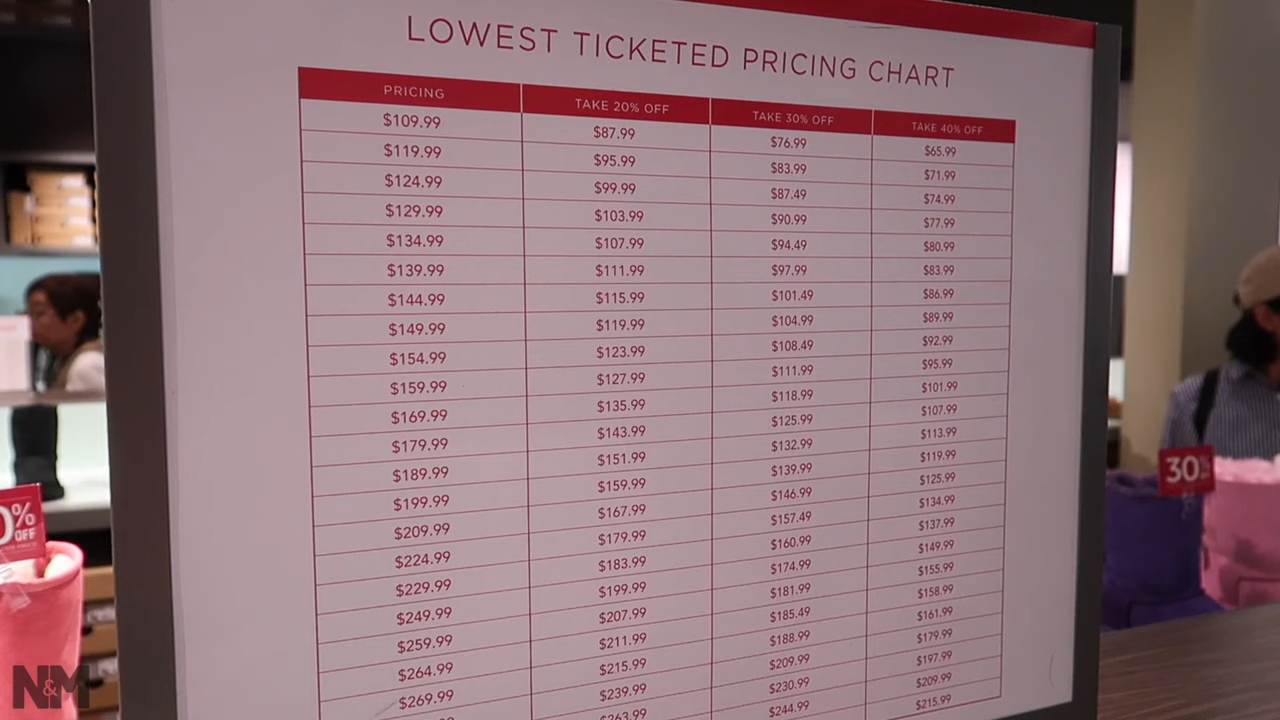 LOWEST TICKETED PRICING CHART
PRICING TAKE 20% OFF TAKE 30% OFF TAKE 40% OFF
$109.99 $87.99 $76.99 $65.99
$119.99 $95.99 $83.99 $71.99
$124.99 $99.99 $87.49 $74.99
$129.99 $103.99 $90.99 $77.99
$134.99 $107.99 $94.49 $80.99
$139.99 $111.99 $97.99 $83.99
$144.99 $115.99 $101.49 $86.99
$149.99 $119.99 $104.99 $89.99
$154.99 $123.99 $108.49 $92.99
$159.99 $127.99 $111.99 $95.99
$169.99 $135.99 $118.99 $101.99
$179.99 $143.99 $125.99 $107.99
$189.99 $151.99 $132.99 $113.99
$199.99 $159.99 $139.99 $119.99
$209.99 $167.99 $146.99 $125.99
$224.99 $179.99 $157.49 $134.99
$229.99 $183.99 $160.99 $137.99
$249.99 $199.99 $174.99 $149.99
$259.99 $207.99 $181.99 $155.99
$264.99 $211.99 $185.49 $158.99
$269.99 $215.99 $188.99 $161.99
$239.99 $209.99 $179.99
$263.99 $230.99 $197.99
$244.99 $209.99
$215.99
30%
0%
OFF
N&M